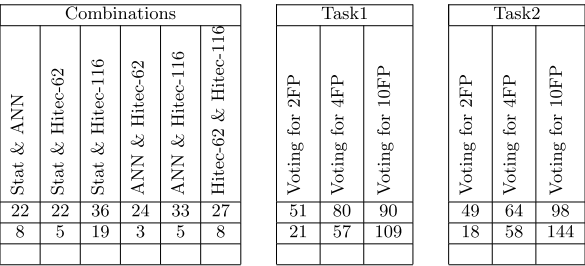 Combinations Task1 Task2
Stat & ANN
Stat & Hitec-62
Stat & Hitec-116
ANN & Hitec-62
ANN & Hitec-116
Hitec-62 & Hitec-116
Voting for 2FP
Voting for 4FP
Voting for 10FP
Voting for 2FP
Voting for 4FP
Voting for 10FP
22 22 36 24 33 27 51 80 90 49 64 98
8 5 19 3 5 8 21 57 109 18 58 144